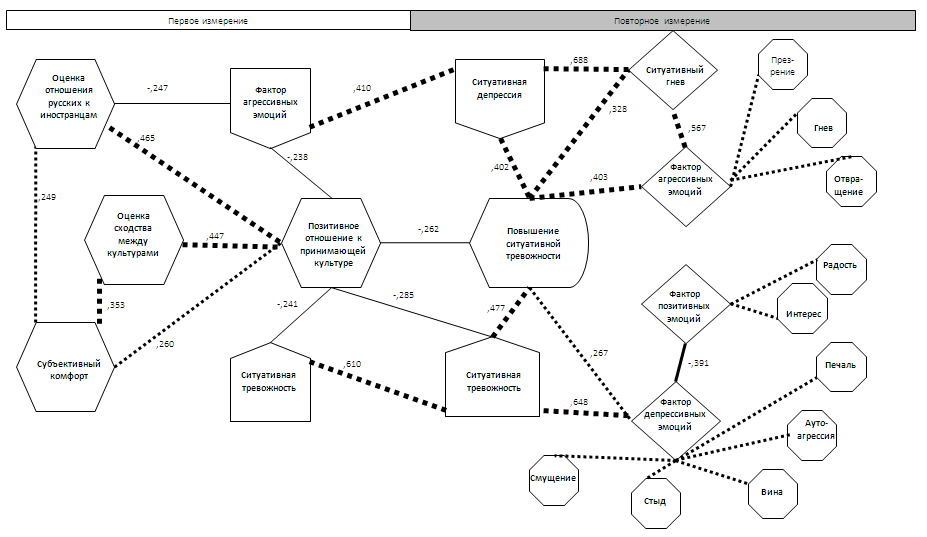 Первое измерение
Повторное измерение
Оценка
отношения
русских к
иностранцам
-,247
Фактор
агрессивных
эмоций
,410
Ситуативная
депрессия
,688
Ситуативный
гнев
През-
рение
,328
,567
Гнев
,465
-,238
,402
,403
Фактор
агрессивных
эмоций
Отвра-
щение
,249
Оценка
сходства
между
культурами
,447
Позитивное
отношение к
принимающей
культуре
-,262
Повышение
ситуативной
тревожности
Радость
,353
-,241
-,285
,477
Фактор
позитивных
эмоций
Интерес
,260
,267
Субъективный
комфорт
Ситуативная
тревожность
,610
Ситуативная
тревожность
,648
-,391
Печаль
Фактор
депрессивных
эмоций
Ауто-
агрессия
Смущение
Стыд
Вина